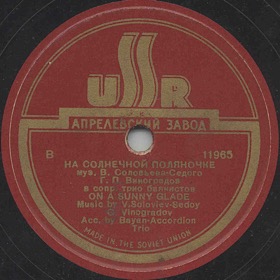 USSR
АПРЕЛЕВСКИЙ ЗАВОД
В 11965
НА СОЛНЕЧНОЙ ПОЛЯНОЧКЕ
муз. В. Соловьева-Седого
Г. П. Виноградов
в сопр. трио баянистов
ON A SUNNY GLADE
Music by V. Soloviev-Sedoy
G. Vinogradov
Acc. by Bayan-Accordion
Trio
MADE IN THE SOVIET UNION